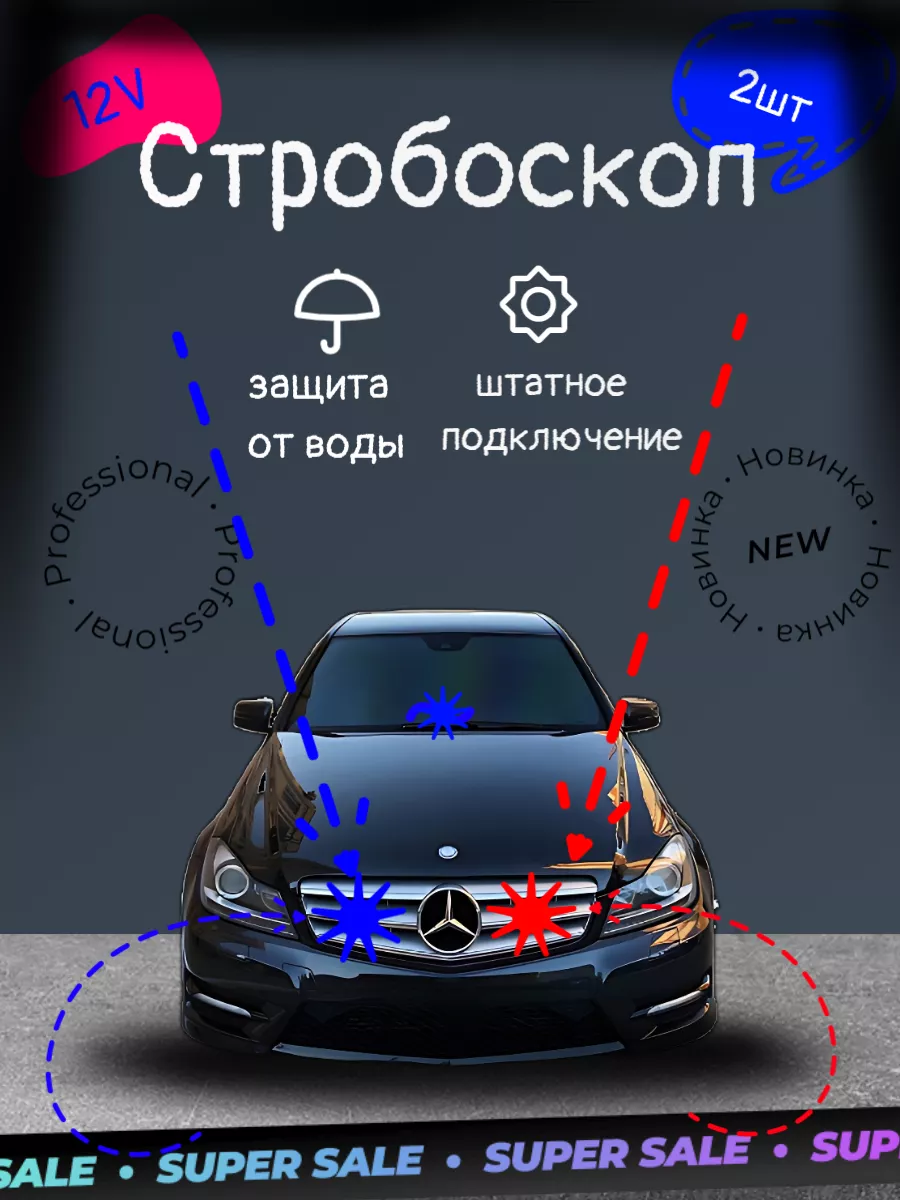 12V
2шт
Стробоскоп
защита
от воды
штатное
подключение
Professional • Professional •
Новинка • Новинка • Новинка •
NEW
SALE • SUPER SALE • SUPER SALE • SUP